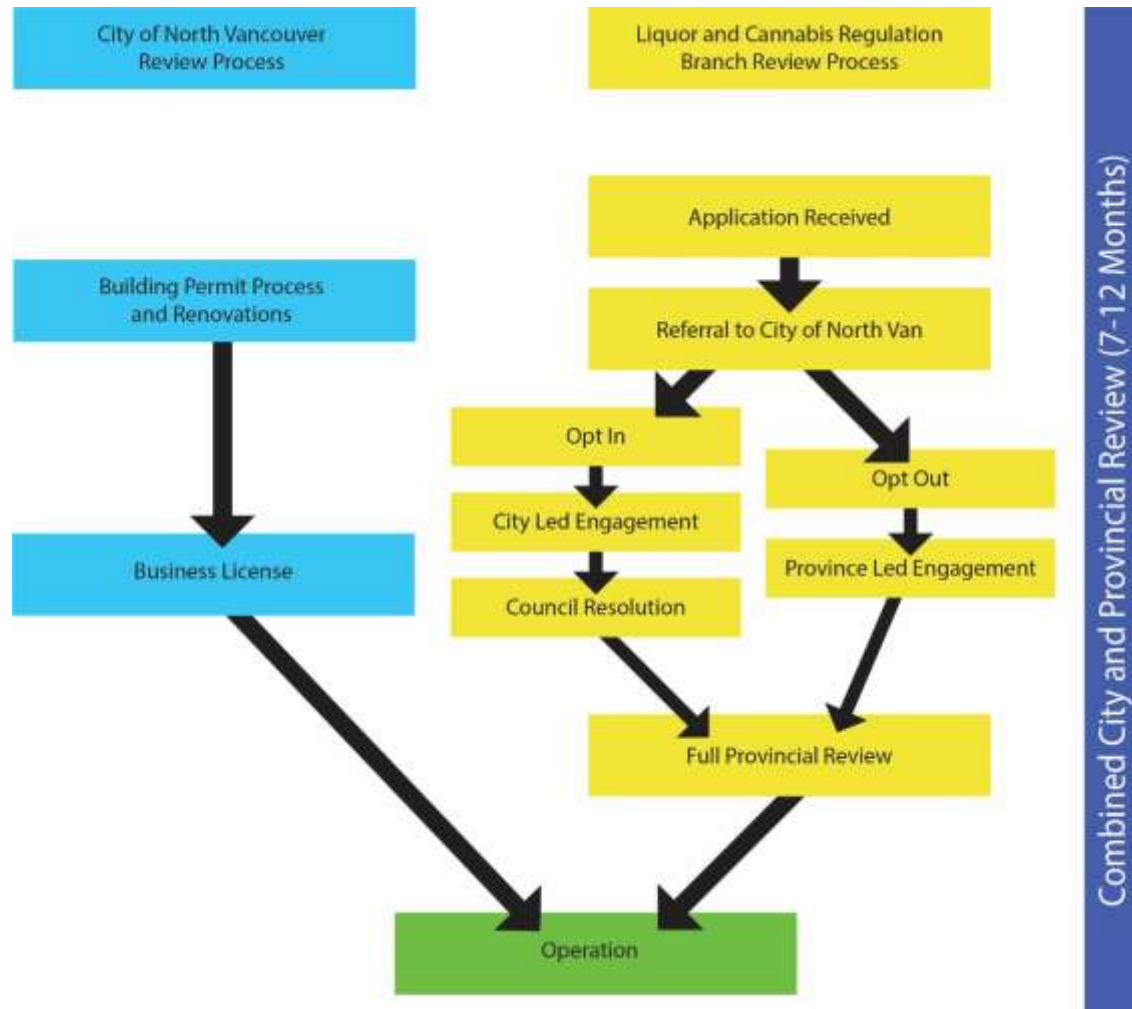 City of North Vancouver
Review Process
Liquor and Cannabis Regulation
Branch Review Process
Application Received
Building Permit Process
and Renovations
Referral to City of North Van
Opt In
Opt Out
City Led Engagement
Province Led Engagement
Business License
Council Resolution
Full Provincial Review
Operation
Combined City and Provincial Review (7-12 Months)